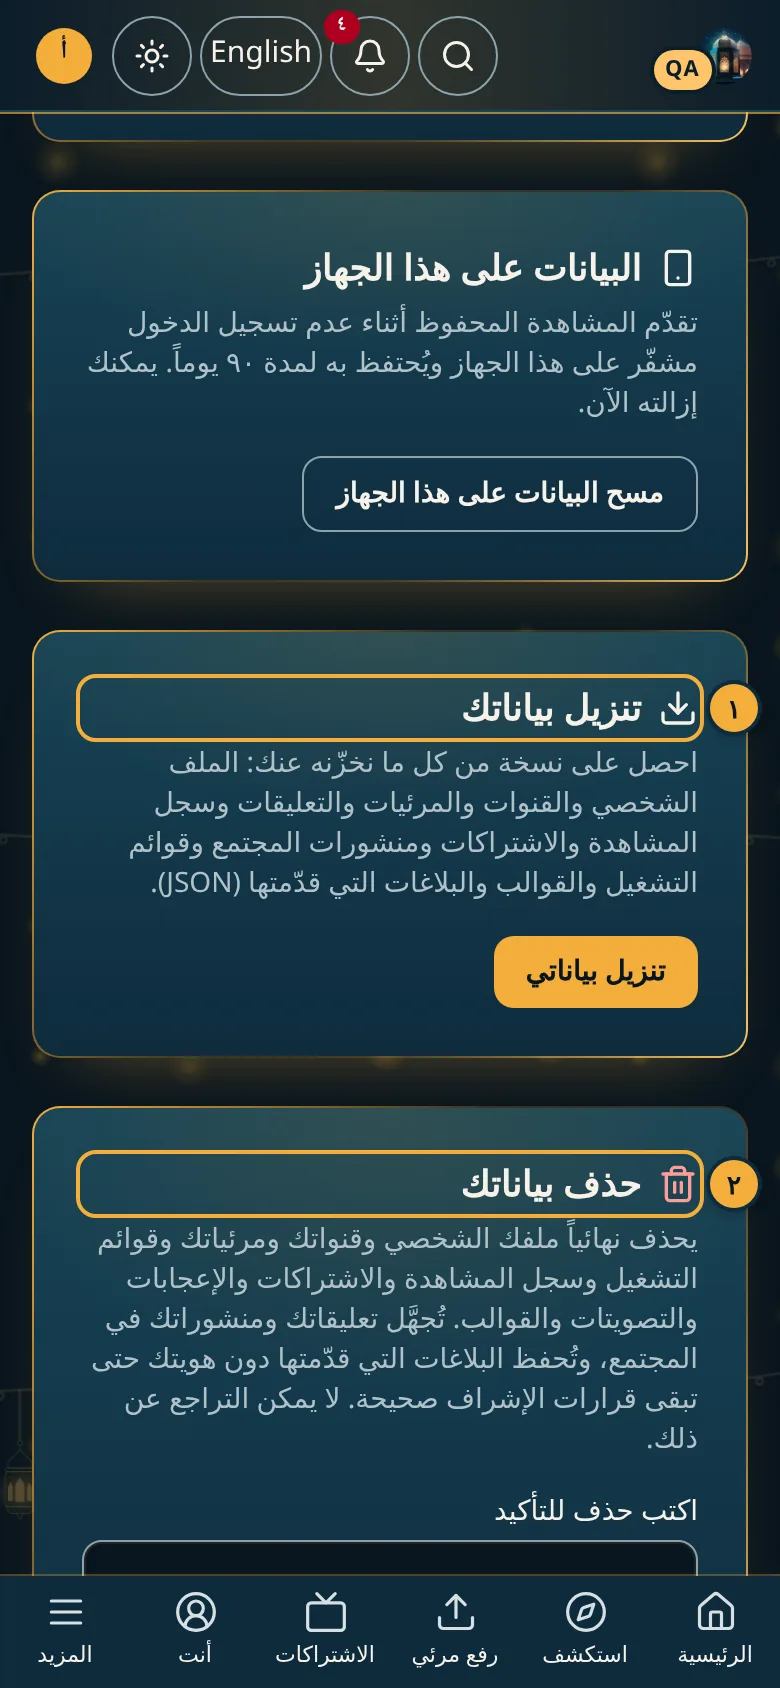 QA
٤
English
أ
البيانات على هذا الجهاز
تقدّم المشاهدة المحفوظ أثناء عدم تسجيل الدخول
مشفّر على هذا الجهاز ويُحتفظ به لمدة ٩٠ يوماً. يمكنك
إزالته الآن.
مسح البيانات على هذا الجهاز
تنزيل بياناتك
١
احصل على نسخة من كل ما نخزّنه عنك: الملف
الشخصي والقنوات والمرئيات والتعليقات وسجل
المشاهدة والاشتراكات ومنشورات المجتمع وقوائم
التشغيل والقوالب والبلاغات التي قدّمتها (JSON).
تنزيل بياناتي
حذف بياناتك
٢
يحذف نهائياً ملفك الشخصي وقنواتك ومرئياتك وقوائم
التشغيل وسجل المشاهدة والاشتراكات والإعجابات
والتصويتات والقوالب. تُجهَّل تعليقاتك ومنشوراتك في
المجتمع، وتُحفظ البلاغات التي قدّمتها دون هويتك حتى
تبقى قرارات الإشراف صحيحة. لا يمكن التراجع عن
ذلك.
اكتب حذف للتأكيد
الرئيسية
استكشف
رفع مرئي
الاشتراكات
أنت
المزيد